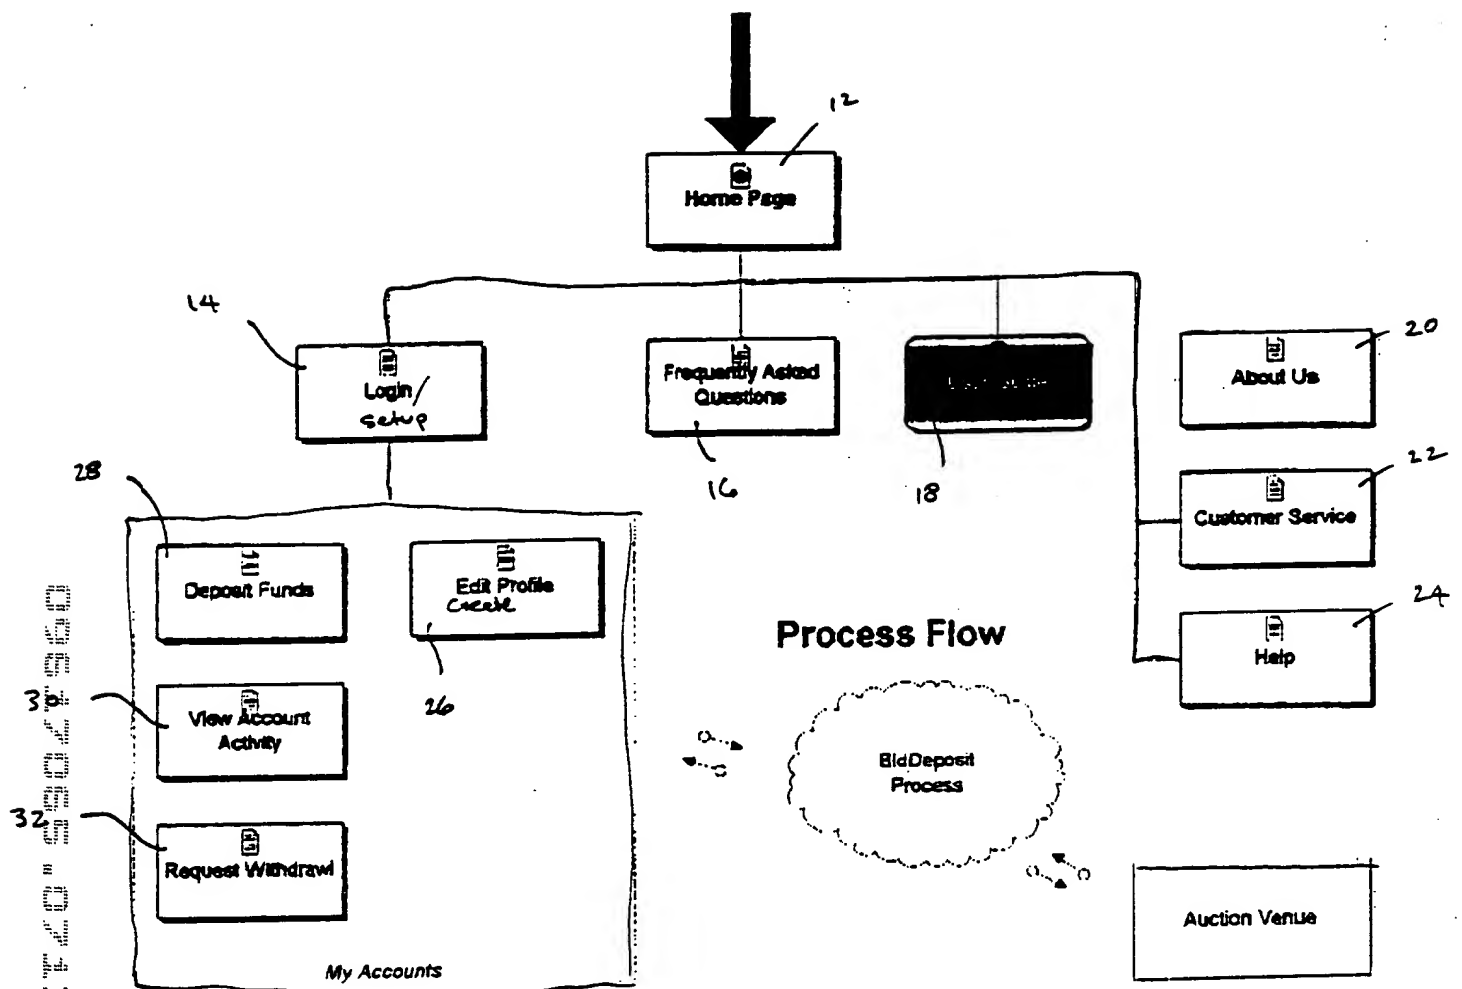 12
Home Page
14
Login/
setup
Frequently Asked
Questions
16
18
20
About Us
22
Customer Service
24
Help
28
Deposit Funds
Edit Profile
Create
26
30
View Account
Activity
32
Request Withdrawl
My Accounts
Process Flow
BidDeposit
Process
Auction Venue